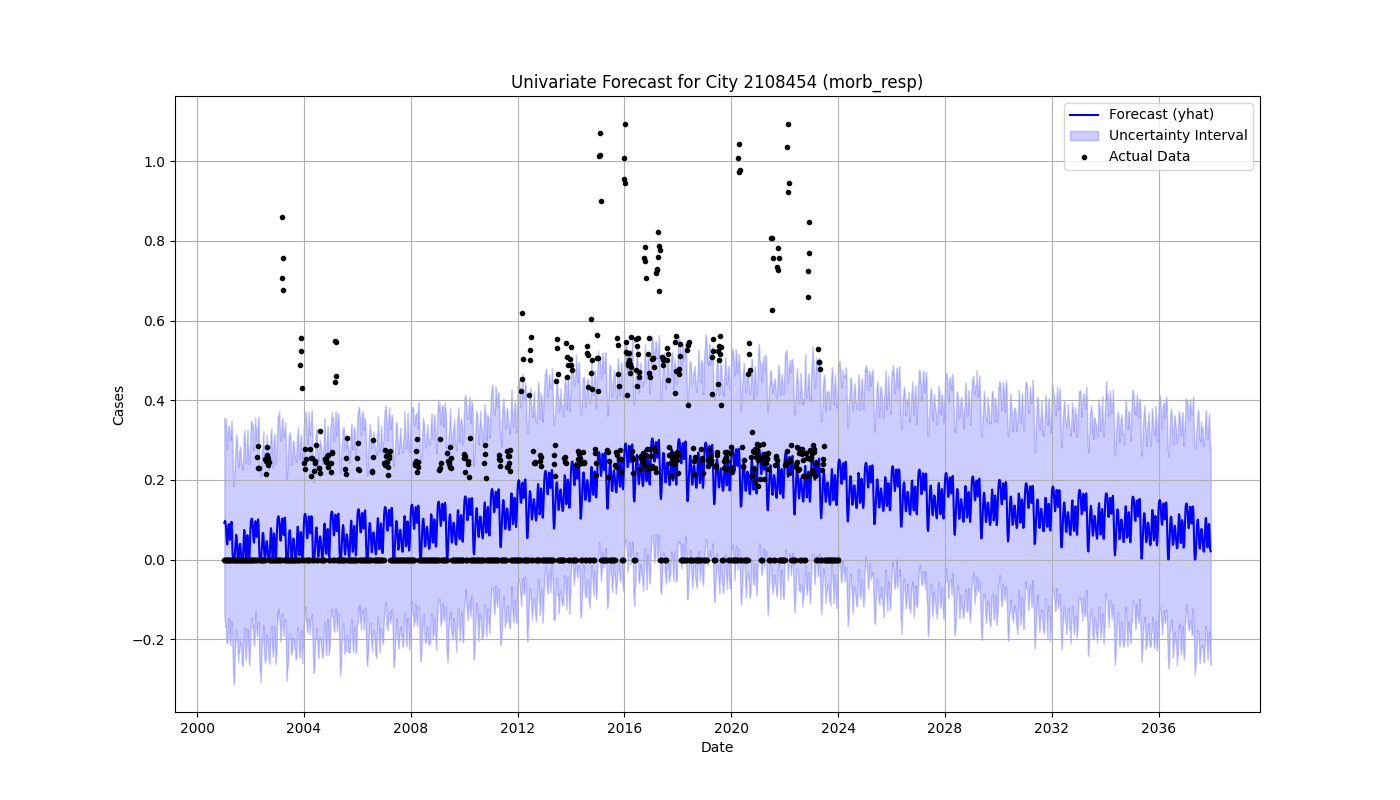 Univariate Forecast for City 2108454 (morb_resp)
Forecast (yhat)
Uncertainty Interval
Actual Data
Cases
1.0
0.8
0.6
0.4
0.2
0.0
−0.2
2000 2004 2008 2012 2016 2020 2024 2028 2032 2036
Date